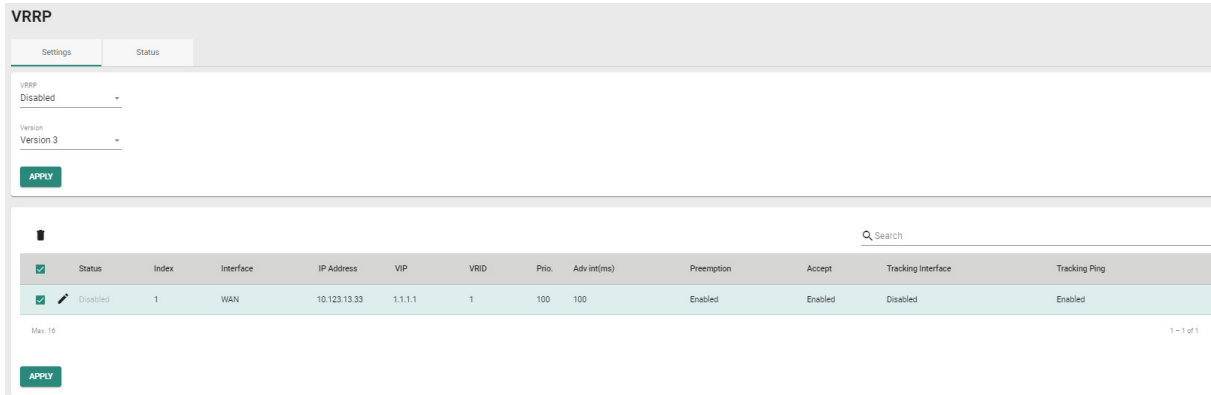 VRRP
Settings Status
VRRP
Disabled
Version
Version 3
APPLY
Search
Status Index Interface IP Address VIP VRID Prio. Adv int(ms) Preemption Accept Tracking Interface Tracking Ping
Disabled 1 WAN 10.123.13.33 1.1.1.1 1 100 100 Enabled Enabled Disabled Enabled
Max. 16 1 – 1 of 1
APPLY